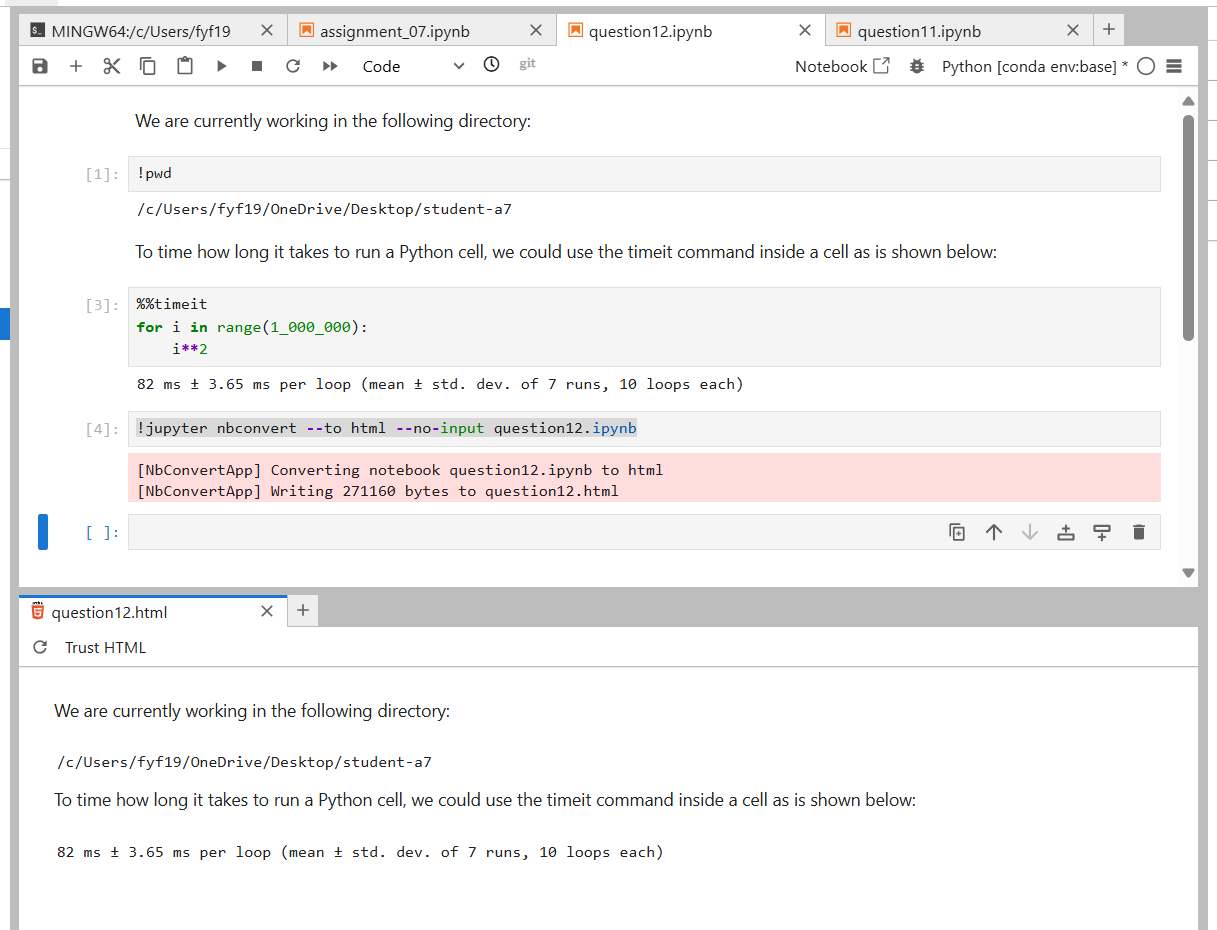 MINGW64:/c/Users/fyf19
assignment_07.ipynb
question12.ipynb
question11.ipynb
Code
git
Notebook
Python [conda env:base] *
We are currently working in the following directory:
[1]: !pwd
/c/Users/fyf19/OneDrive/Desktop/student-a7
To time how long it takes to run a Python cell, we could use the timeit command inside a cell as is shown below:
[3]: %%timeit
for i in range(1_000_000):
    i**2
82 ms ± 3.65 ms per loop (mean ± std. dev. of 7 runs, 10 loops each)
[4]: !jupyter nbconvert --to html --no-input question12.ipynb
[NbConvertApp] Converting notebook question12.ipynb to html
[NbConvertApp] Writing 271160 bytes to question12.html
[ ]:
question12.html
Trust HTML
We are currently working in the following directory:
/c/Users/fyf19/OneDrive/Desktop/student-a7
To time how long it takes to run a Python cell, we could use the timeit command inside a cell as is shown below:
82 ms ± 3.65 ms per loop (mean ± std. dev. of 7 runs, 10 loops each)